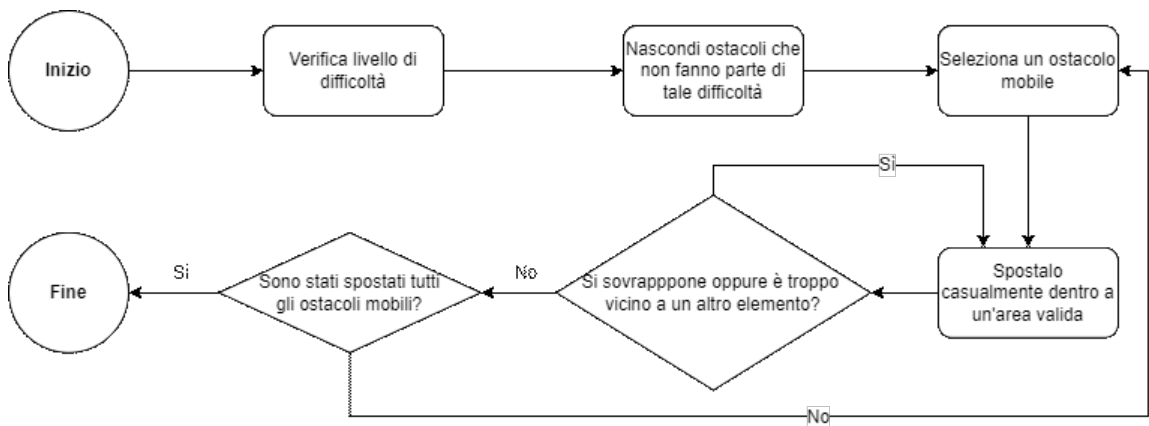 Inizio
Verifica livello di
difficoltà
Nascondi ostacoli che
non fanno parte di
tale difficoltà
Seleziona un ostacolo
mobile
Si
Fine
Si
Sono stati spostati tutti
gli ostacoli mobili?
No
Si sovrapppone oppure è troppo
vicino a un altro elemento?
Spostalo
casualmente dentro a
un'area valida
No